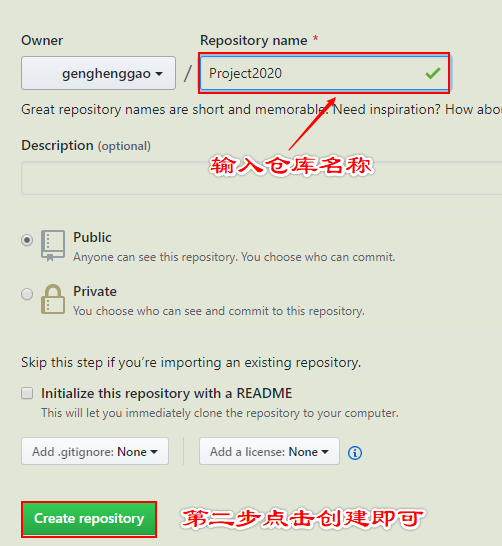 Owner
Repository name *
genghenggao / Project2020
Great repository names are short and memorable. Need inspiration? How abou
输入仓库名称
Description (optional)
Public
Anyone can see this repository. You choose who can commit.
Private
You choose who can see and commit to this repository.
Skip this step if you’re importing an existing repository.
Initialize this repository with a README
This will let you immediately clone the repository to your computer.
Add .gitignore: None
Add a license: None
Create repository
第二步点击创建即可